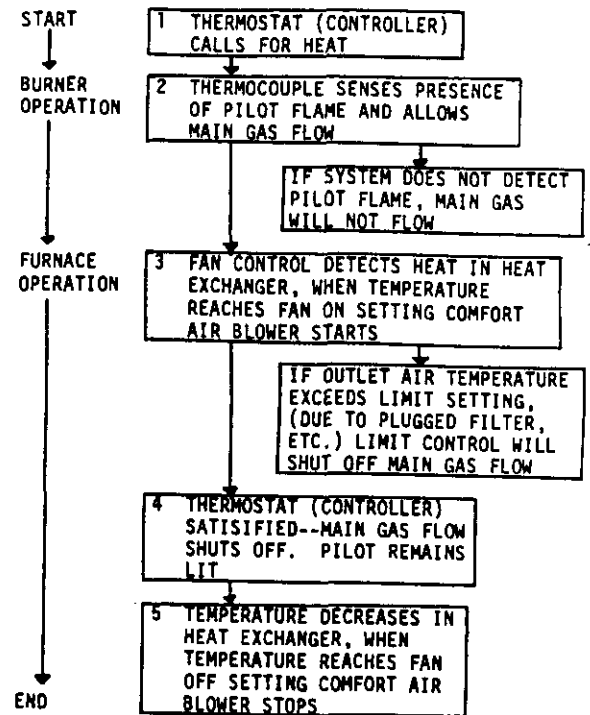 START
1 THERMOSTAT (CONTROLLER)
CALLS FOR HEAT
BURNER
OPERATION
2 THERMOCOUPLE SENSES PRESENCE
OF PILOT FLAME AND ALLOWS
MAIN GAS FLOW
IF SYSTEM DOES NOT DETECT
PILOT FLAME, MAIN GAS
WILL NOT FLOW
FURNACE
OPERATION
3 FAN CONTROL DETECTS HEAT IN HEAT
EXCHANGER, WHEN TEMPERATURE
REACHES FAN ON SETTING COMFORT
AIR BLOWER STARTS
IF OUTLET AIR TEMPERATURE
EXCEEDS LIMIT SETTING,
(DUE TO PLUGGED FILTER,
ETC.) LIMIT CONTROL WILL
SHUT OFF MAIN GAS FLOW
4 THERMOSTAT (CONTROLLER)
SATISIFIED--MAIN GAS FLOW
SHUTS OFF. PILOT REMAINS
LIT
5 TEMPERATURE DECREASES IN
HEAT EXCHANGER, WHEN
TEMPERATURE REACHES FAN
OFF SETTING COMFORT AIR
BLOWER STOPS
END